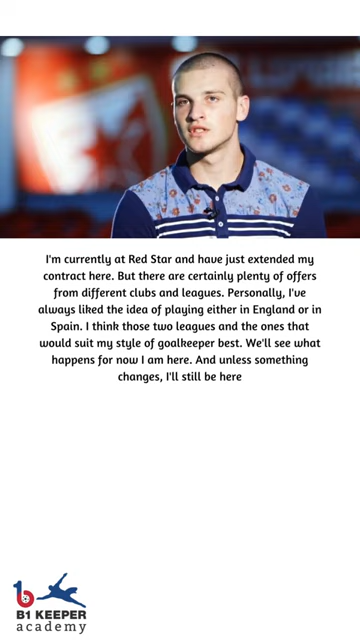 I'm currently at Red Star and have just extended my
contract here. But there are certainly plenty of offers
from different clubs and leagues. Personally, I've
always liked the idea of playing either in England or in
Spain. I think those two leagues and the ones that
would suit my style of goalkeeper best. We'll see what
happens for now I am here. And unless something
changes, I'll still be here
B1 KEEPER
academy